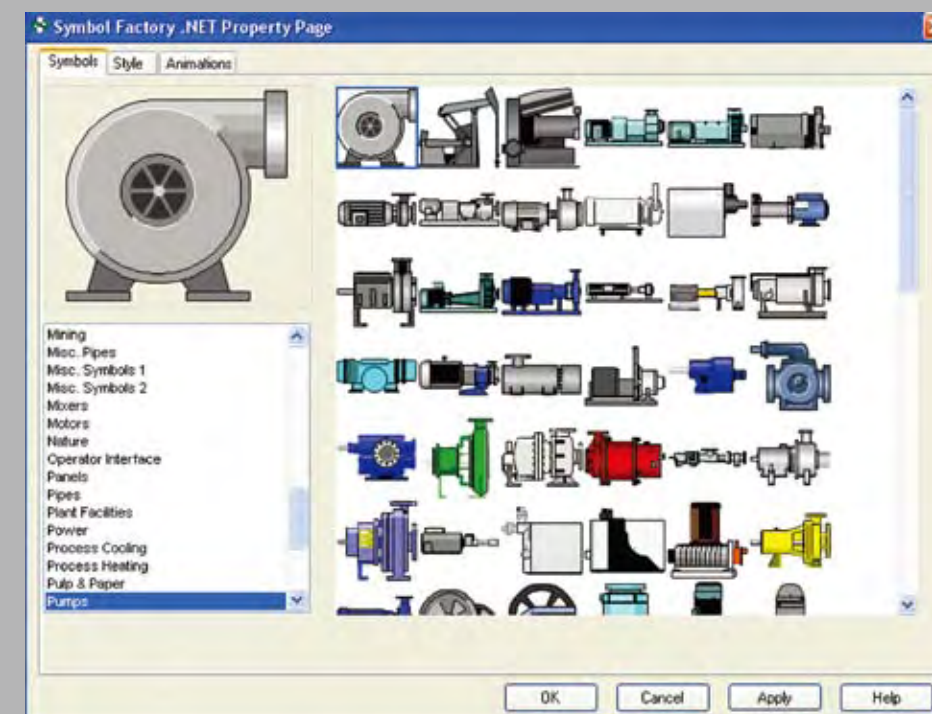 Symbol Factory .NET Property Page
Symbols Style Animations
Mining
Misc. Pipes
Misc. Symbols 1
Misc. Symbols 2
Mixers
Motors
Nature
Operator Interface
Panels
Pipes
Plant Facilities
Power
Process Cooling
Process Heating
Pulp & Paper
Pumps
OK Cancel Apply Help